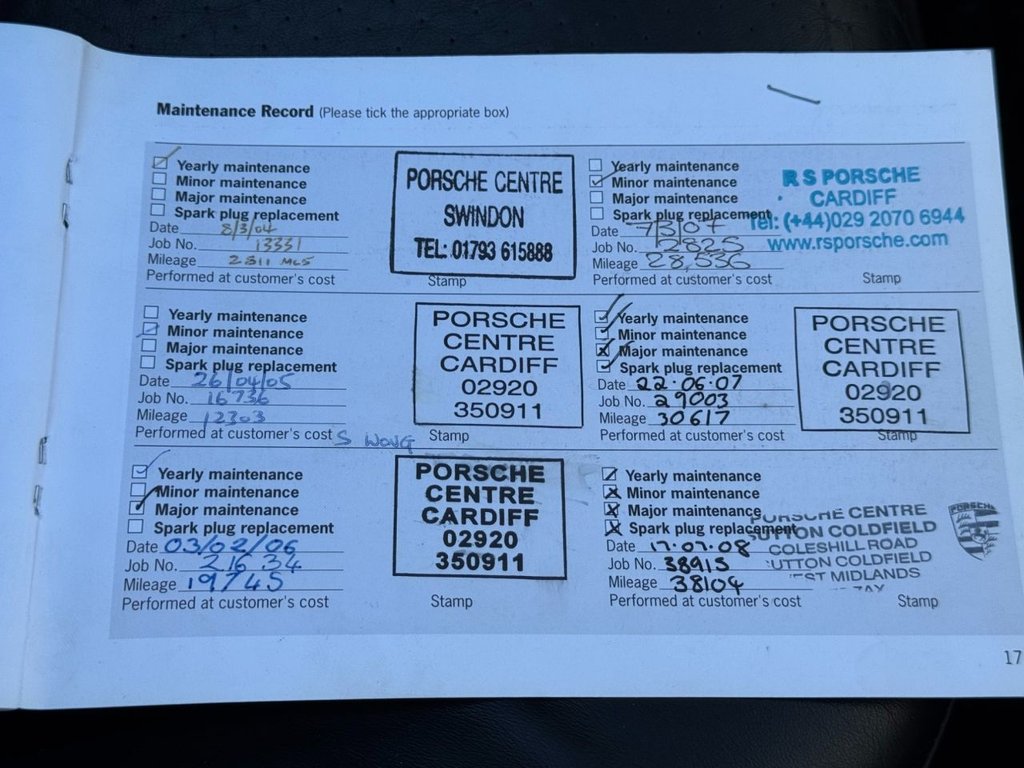 Maintenance Record (Please tick the appropriate box)
Yearly maintenance
Minor maintenance
Major maintenance
Spark plug replacement
Date 8/3/04
Job No. 13331
Mileage 2311 MLS
Performed at customer's cost
PORSCHE CENTRE
SWINDON
TEL: 01793 615888
Stamp
Yearly maintenance
Minor maintenance
Major maintenance
Spark plug replacement
Date 7/3/07
Job No. 2825
Mileage 28,536
Performed at customer's cost
R S PORSCHE
CARDIFF
Tel: (+44)029 2070 6944
www.rsporsche.com
Stamp
Yearly maintenance
Minor maintenance
Major maintenance
Spark plug replacement
Date 26/04/05
Job No. 16736
Mileage 12303
Performed at customer's cost S WONG
PORSCHE
CENTRE
CARDIFF
02920
350911
Stamp
Yearly maintenance
Minor maintenance
Major maintenance
Spark plug replacement
Date 22.06.07
Job No. 29003
Mileage 30617
Performed at customer's cost
PORSCHE
CENTRE
CARDIFF
02920
350911
Stamp
Yearly maintenance
Minor maintenance
Major maintenance
Spark plug replacement
Date 03/02/06
Job No. 21634
Mileage 19745
Performed at customer's cost
PORSCHE
CENTRE
CARDIFF
02920
350911
Stamp
Yearly maintenance
Minor maintenance
Major maintenance
Spark plug replacement
Date 17.07.08
Job No. 38915
Mileage 38104
Performed at customer's cost
PORSCHE CENTRE
SUTTON COLDFIELD
COLESHILL ROAD
SUTTON COLDFIELD
WEST MIDLANDS
PORSCHE
Stamp
17